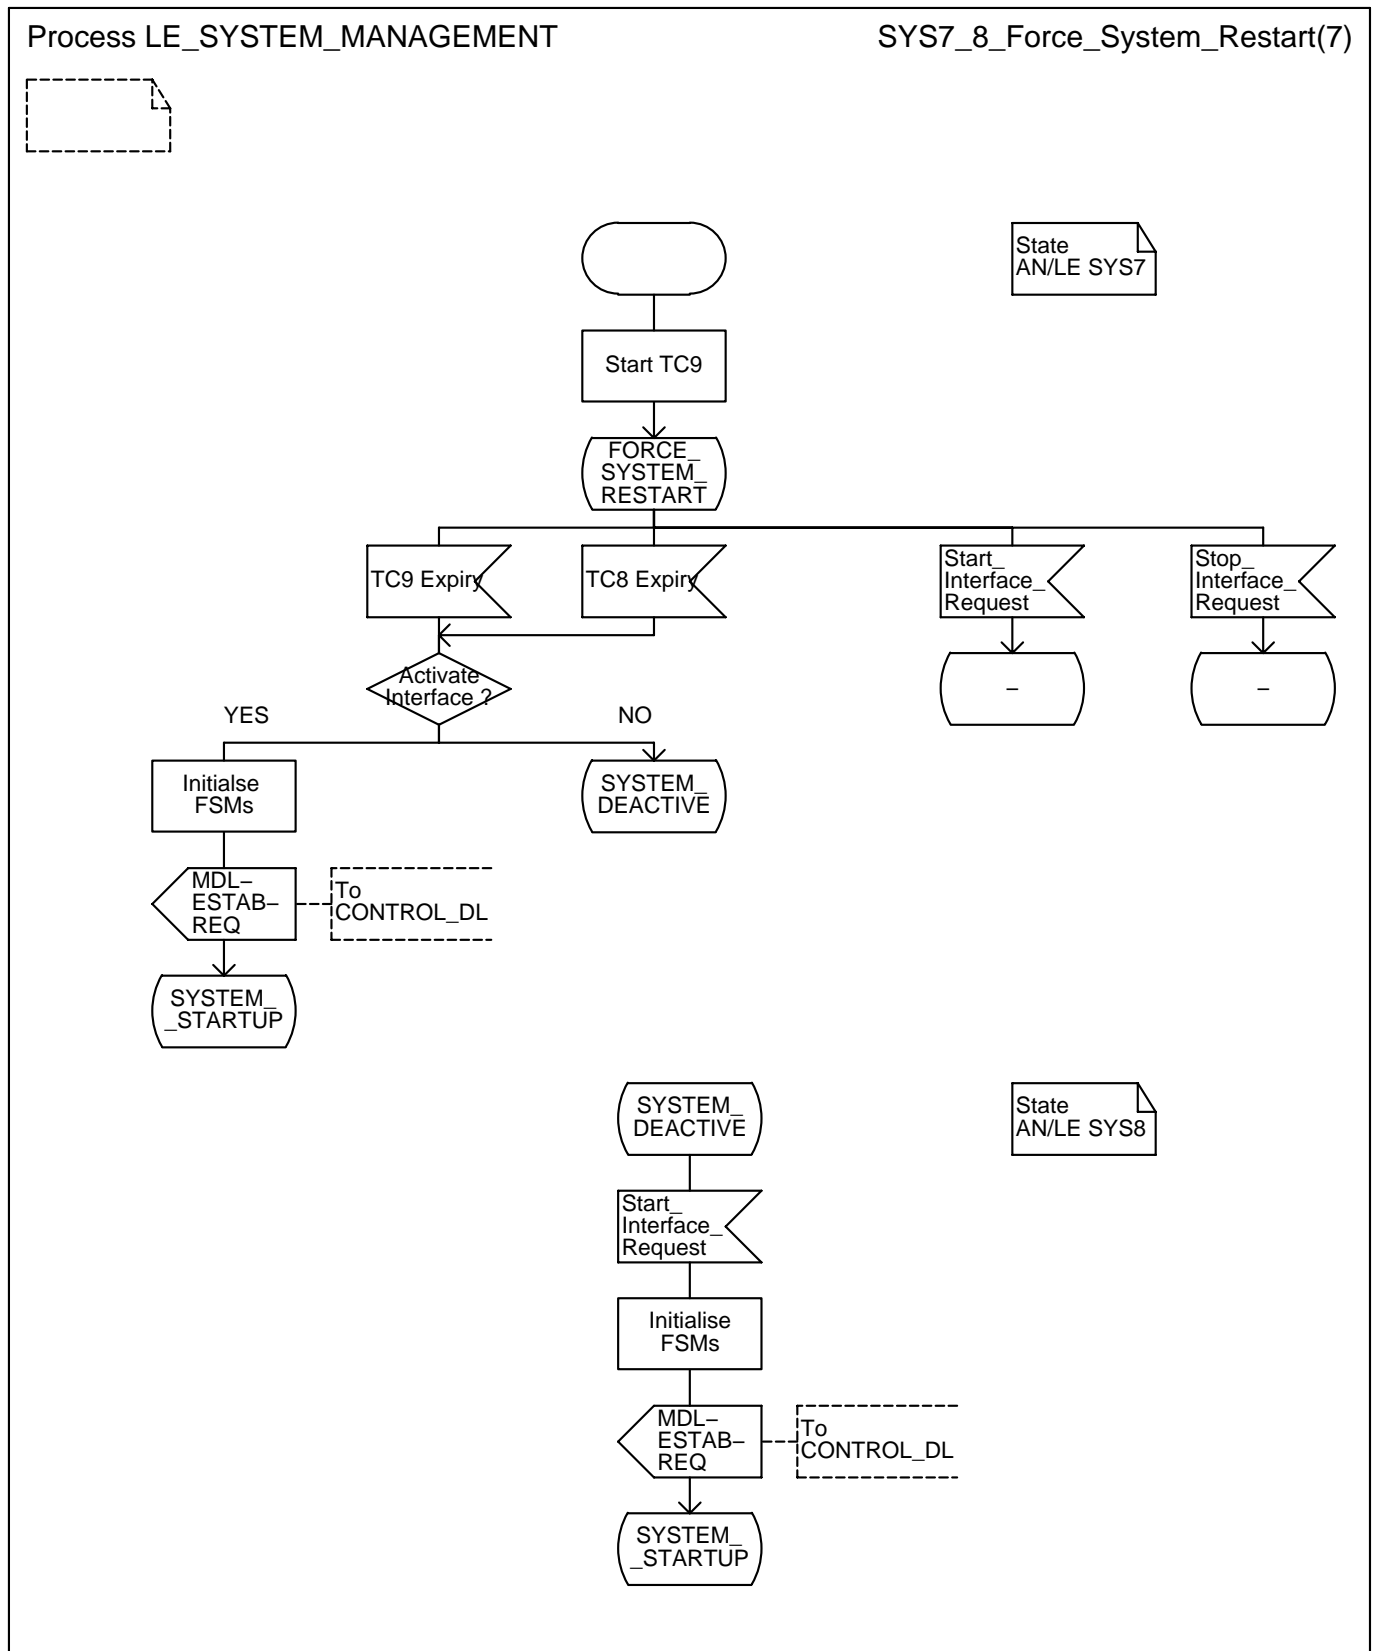 Process LE_SYSTEM_MANAGEMENT
SYS7_8_Force_System_Restart(7)
State
AN/LE SYS7
Start TC9
FORCE_
SYSTEM_
RESTART
TC9 Expiry
TC8 Expiry
Start_
Interface_
Request
Stop_
Interface_
Request
Activate
Interface ?
–
–
YES
NO
Initialse
FSMs
SYSTEM_
DEACTIVE
MDL–
ESTAB–
REQ
To
CONTROL_DL
SYSTEM_
_STARTUP
SYSTEM_
DEACTIVE
State
AN/LE SYS8
Start_
Interface_
Request
Initialise
FSMs
MDL–
ESTAB–
REQ
To
CONTROL_DL
SYSTEM_
_STARTUP